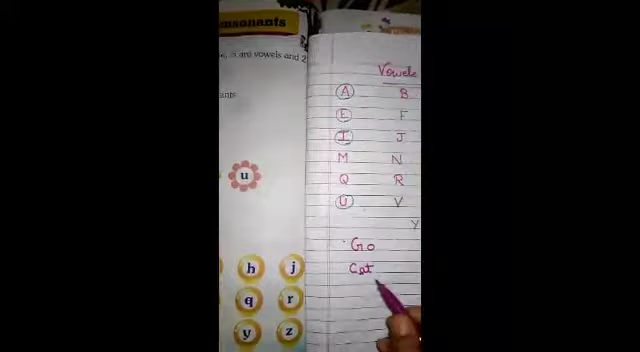 onsonants
u are vowels and 2
ants
u
h j
q r
y z
Vowels
A B
E F
I J
M N
Q R
U V
Y
Go
Cat